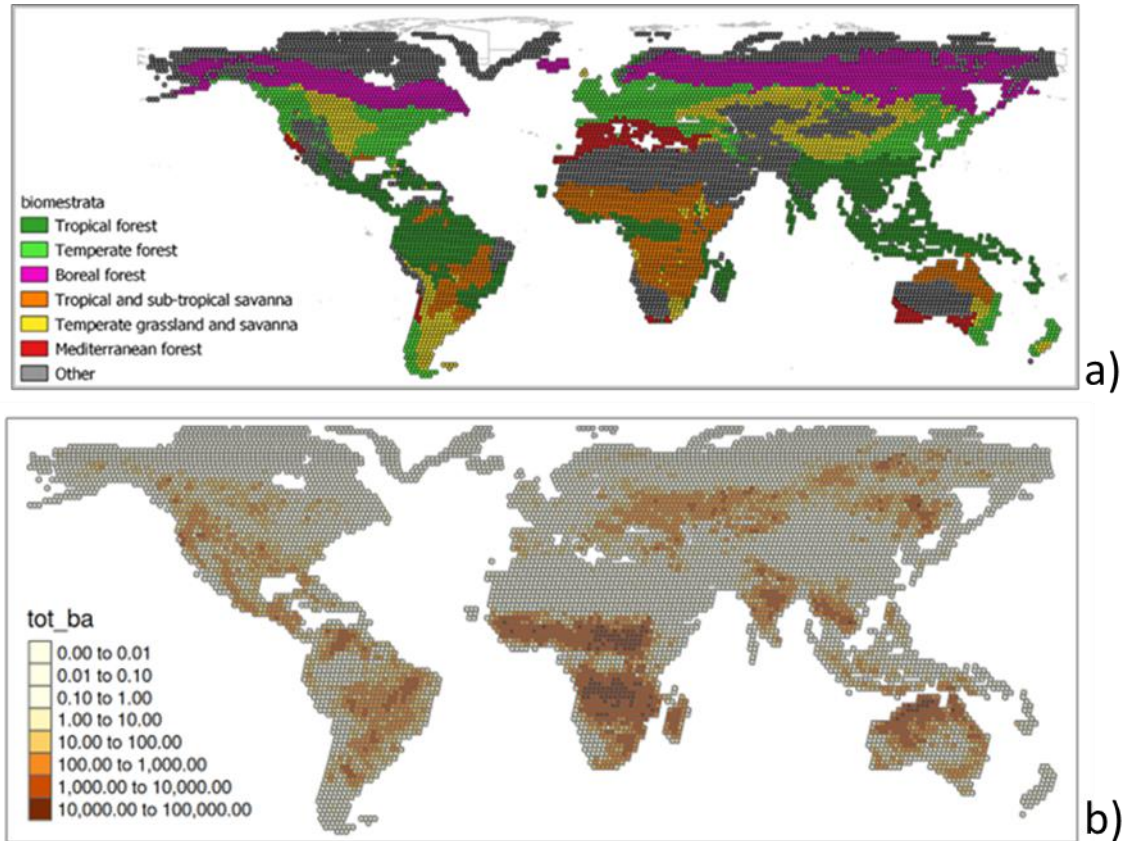 biomestrata
Tropical forest
Temperate forest
Boreal forest
Tropical and sub-tropical savanna
Temperate grassland and savanna
Mediterranean forest
Other
a)
tot_ba
0.00 to 0.01
0.01 to 0.10
0.10 to 1.00
1.00 to 10.00
10.00 to 100.00
100.00 to 1,000.00
1,000.00 to 10,000.00
10,000.00 to 100,000.00
b)